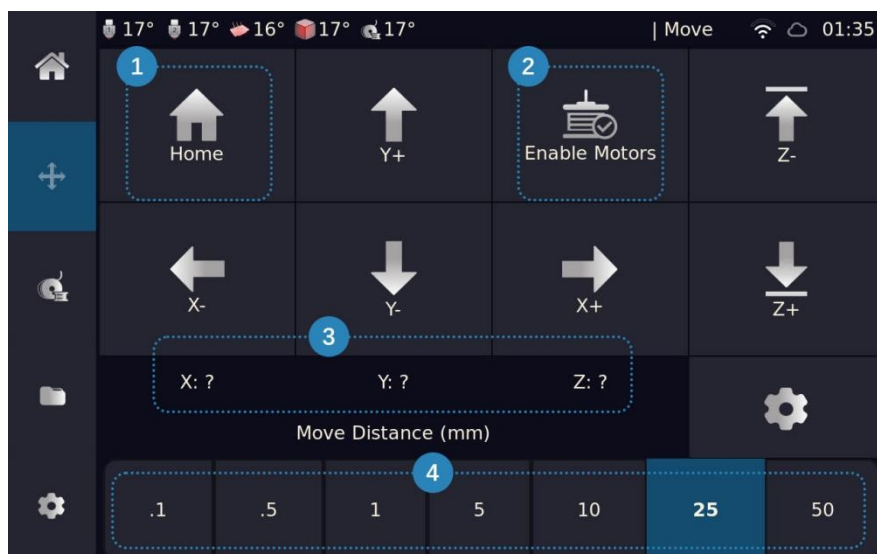 17° 17° 16° 17° 17° | Move 01:35
1 2
Home Y+ Enable Motors Z-
X- Y- X+ Z+
3
X: ? Y: ? Z: ?
Move Distance (mm)
4
.1 .5 1 5 10 25 50